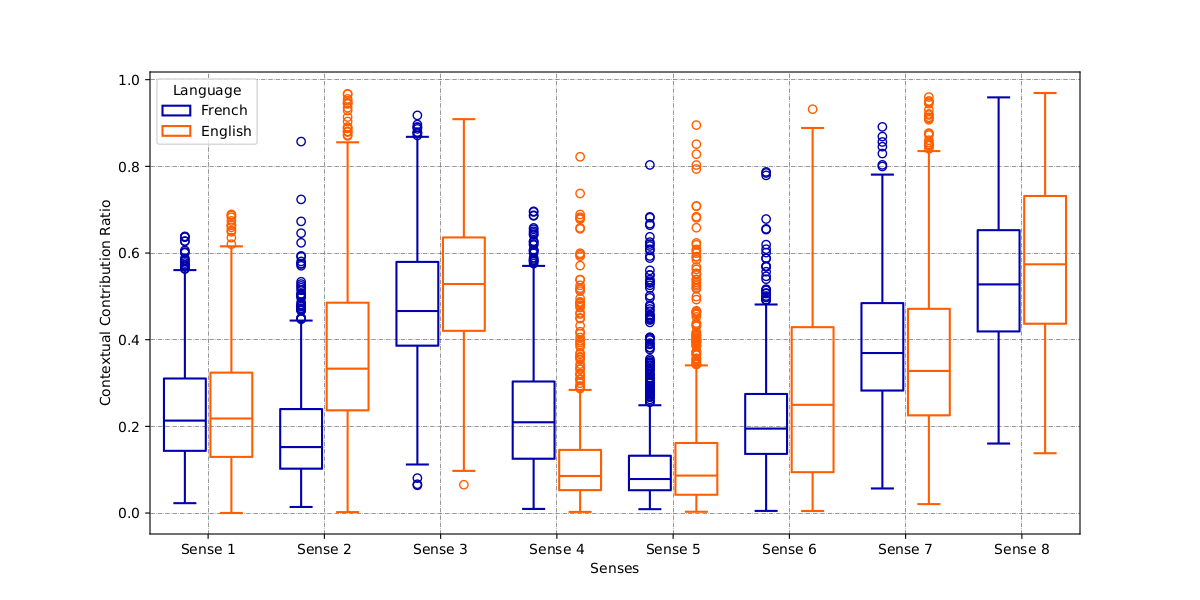 Language
French
English
Contextual Contribution Ratio
1.0
0.8
0.6
0.4
0.2
0.0
Sense 1 Sense 2 Sense 3 Sense 4 Sense 5 Sense 6 Sense 7 Sense 8
Senses